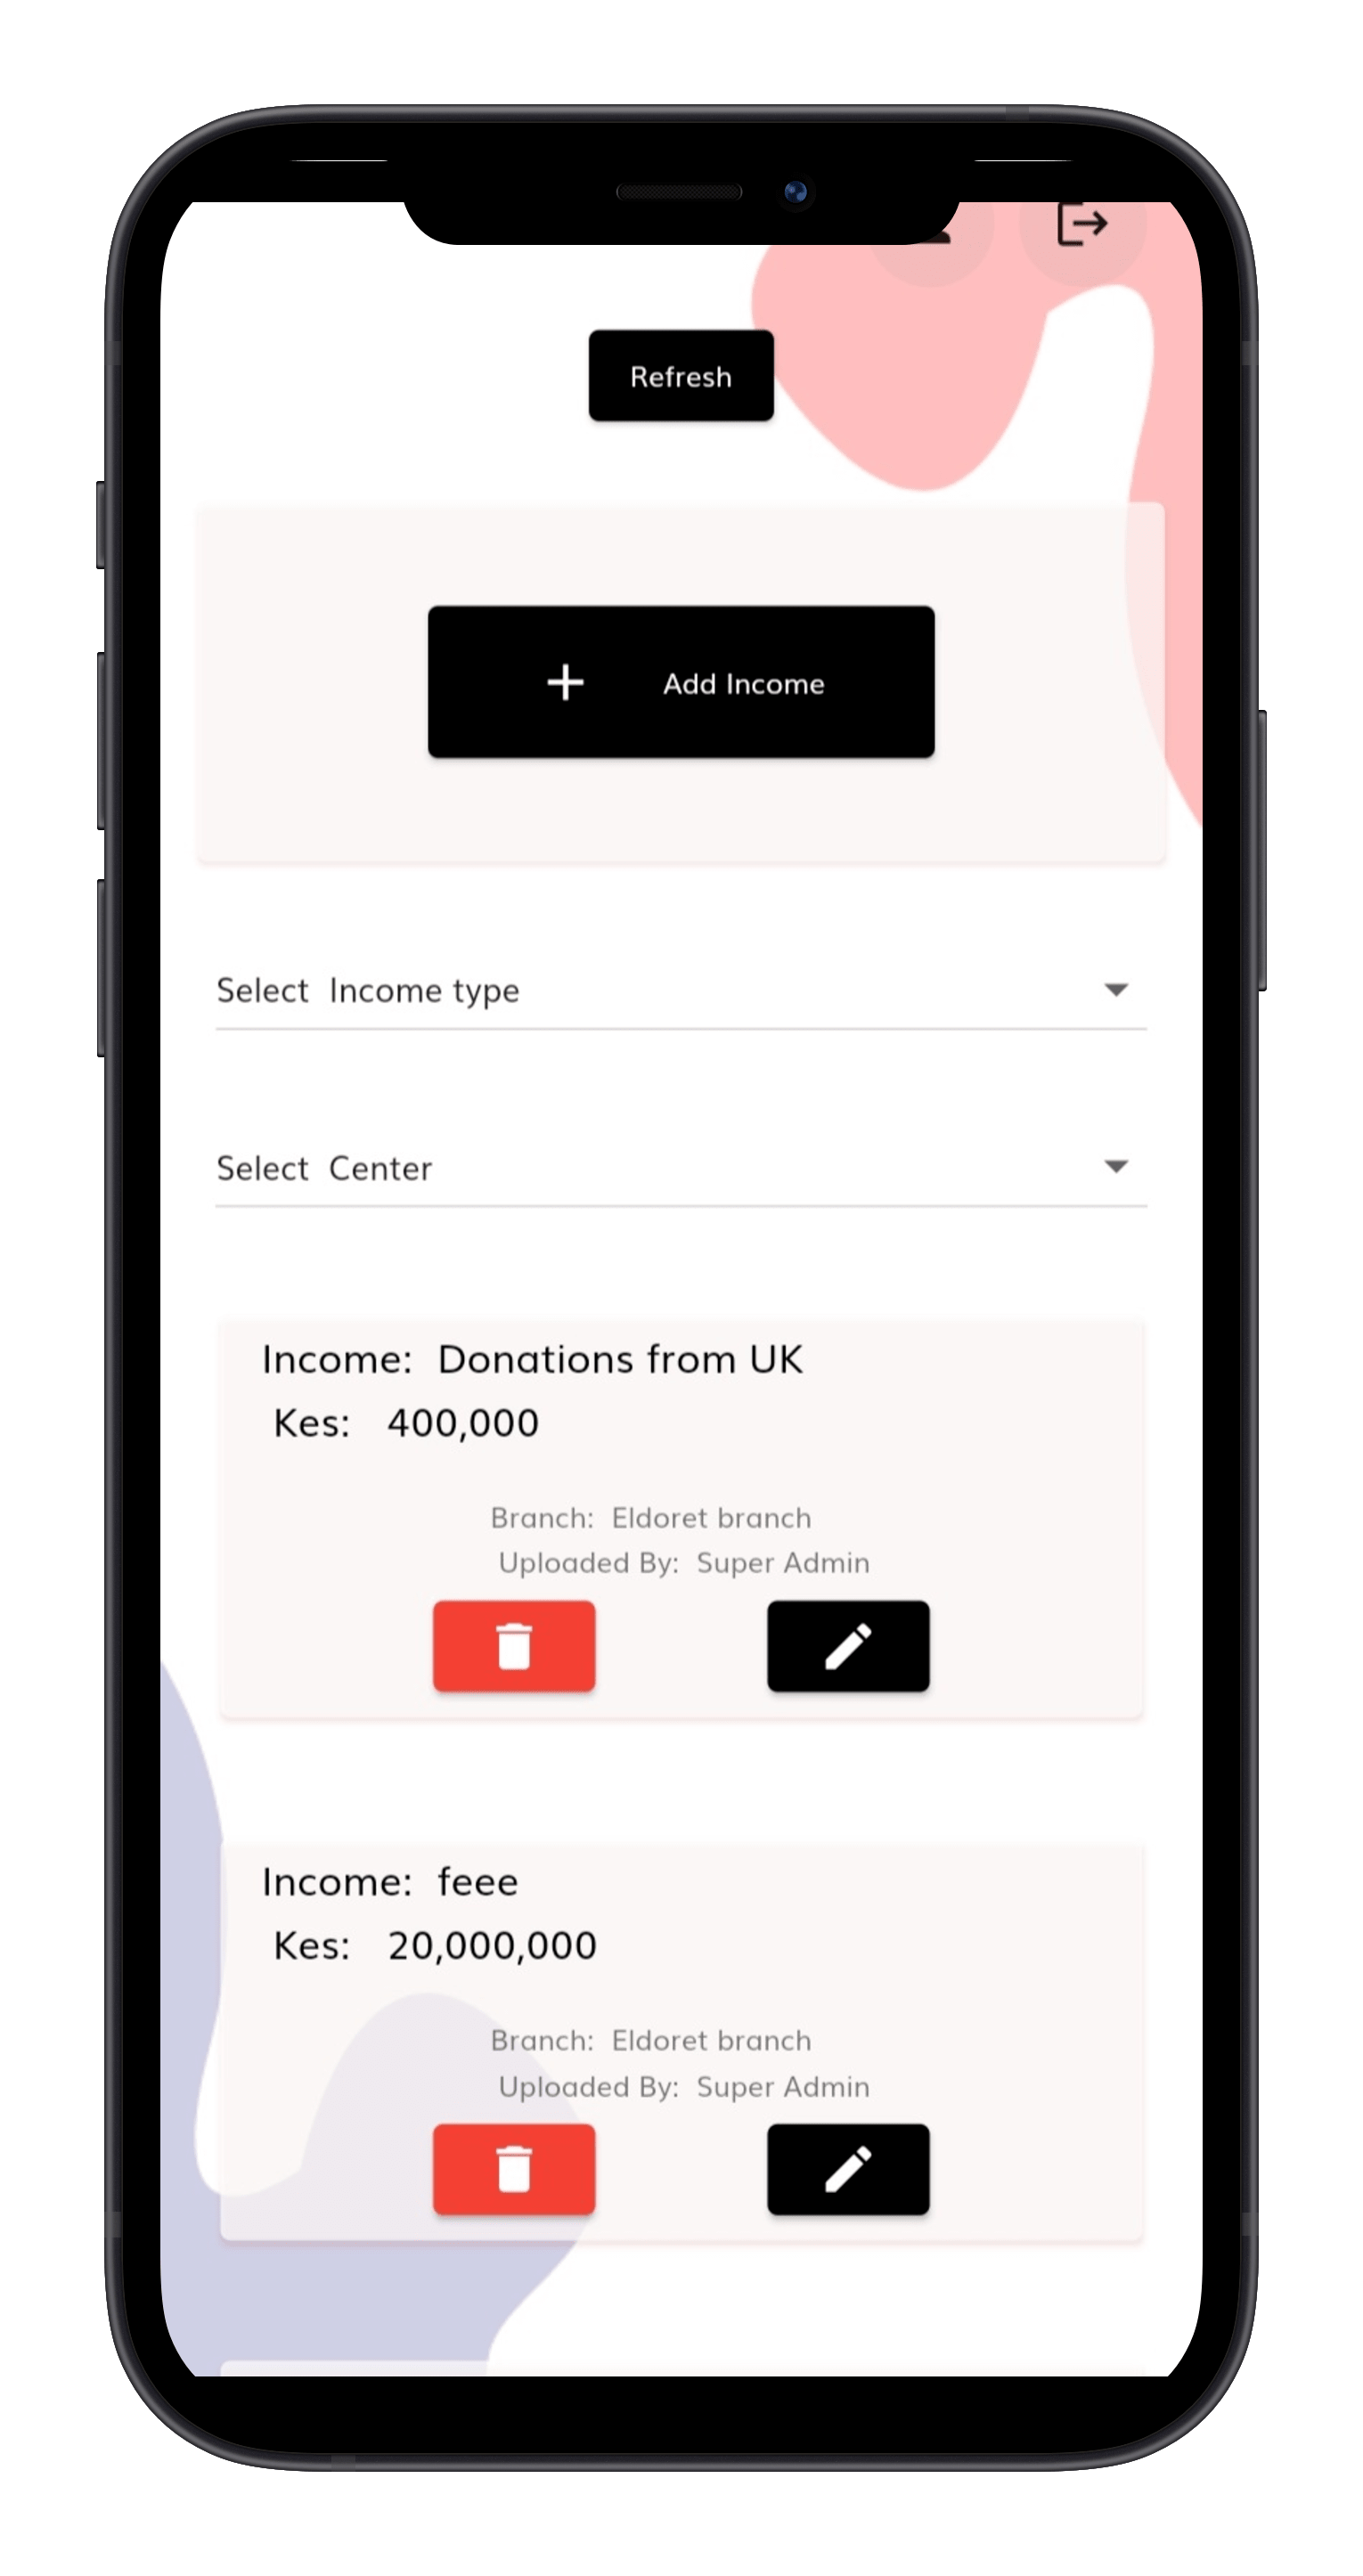 Refresh
Add Income
Select Income type
Select Center
Income: Donations from UK
Kes: 400,000
Branch: Eldoret branch
Uploaded By: Super Admin
Income: feee
Kes: 20,000,000
Branch: Eldoret branch
Uploaded By: Super Admin